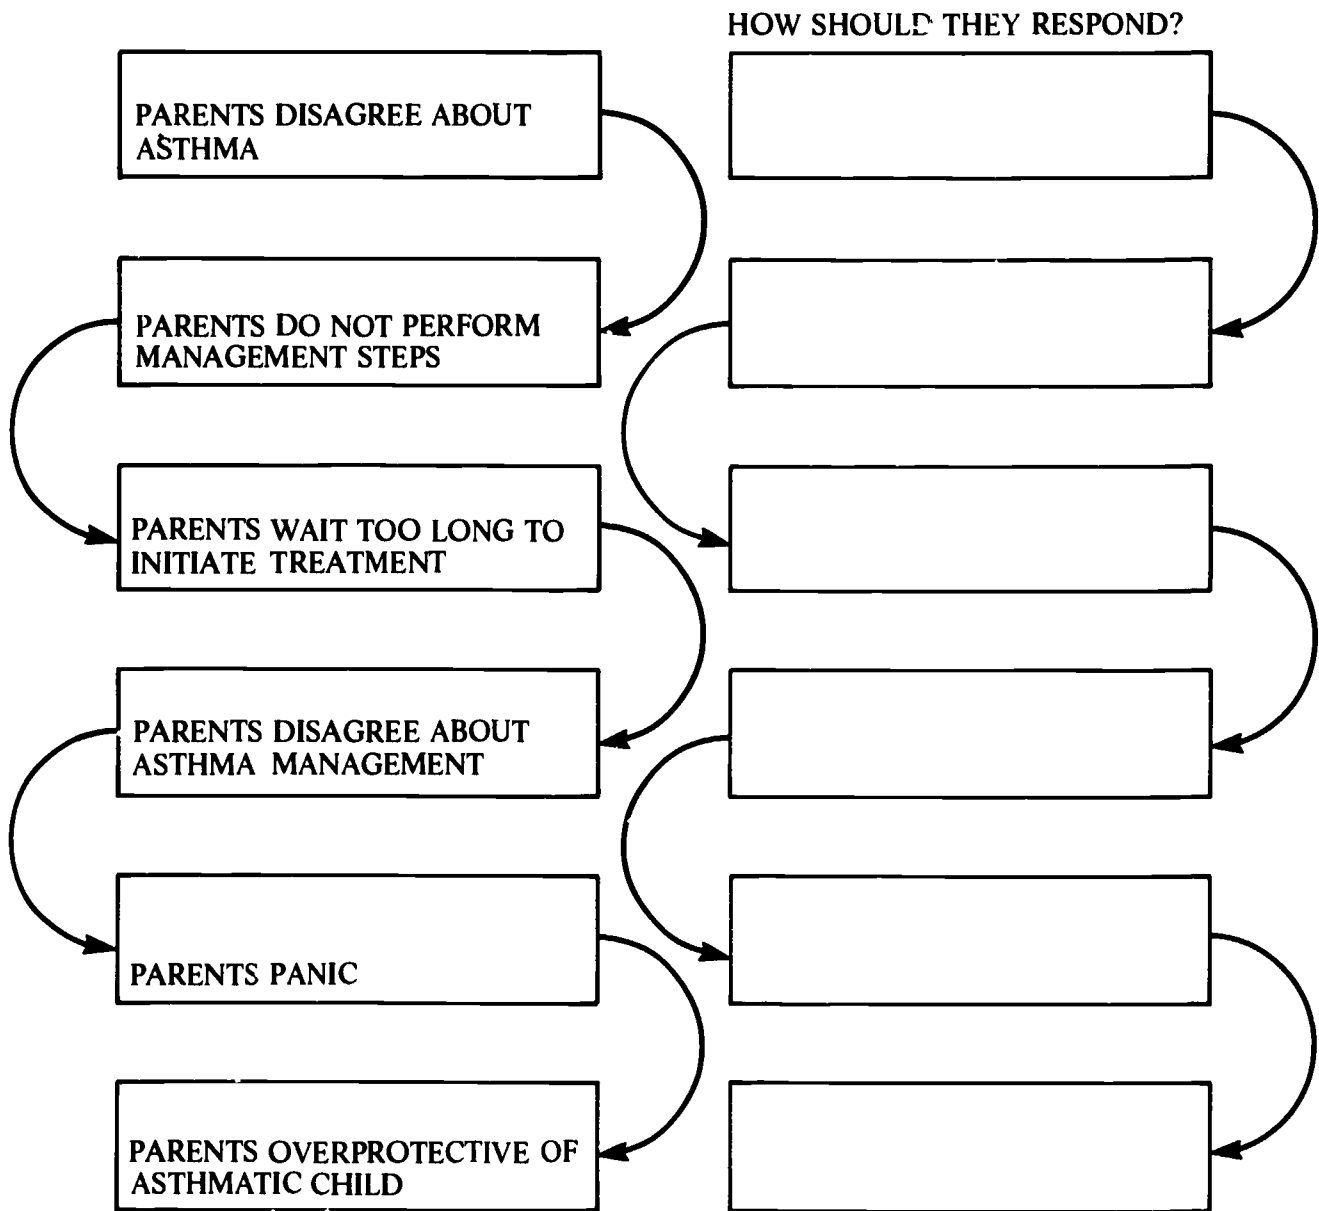 HOW SHOULD THEY RESPOND?
PARENTS DISAGREE ABOUT
ASTHMA
PARENTS DO NOT PERFORM
MANAGEMENT STEPS
PARENTS WAIT TOO LONG TO
INITIATE TREATMENT
PARENTS DISAGREE ABOUT
ASTHMA MANAGEMENT
PARENTS PANIC
PARENTS OVERPROTECTIVE OF
ASTHMATIC CHILD